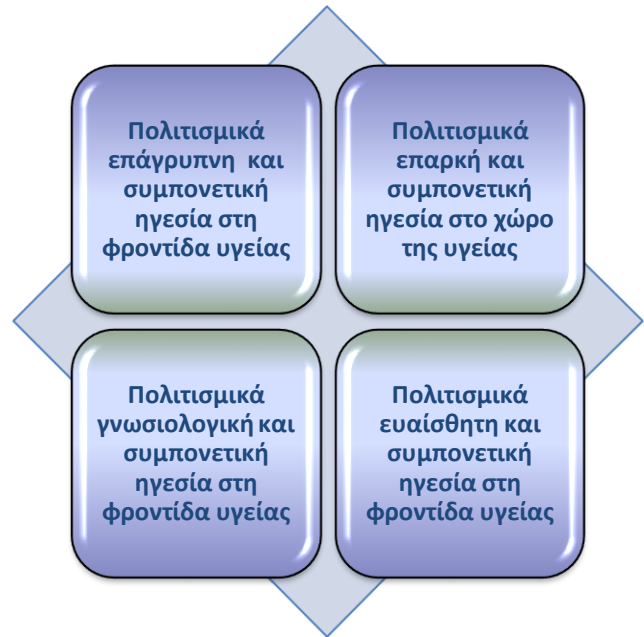 Πολιτισμικά
επάγρυπνη και
συμπονετική
ηγεσία στη
φροντίδα υγείας
Πολιτισμικά
επαρκή και
συμπονετική
ηγεσία στο χώρο
της υγείας
Πολιτισμικά
γνωσιολογική και
συμπονετική
ηγεσία στη
φροντίδα υγείας
Πολιτισμικά
ευαίσθητη και
συμπονετική
ηγεσία στη
φροντίδα υγείας